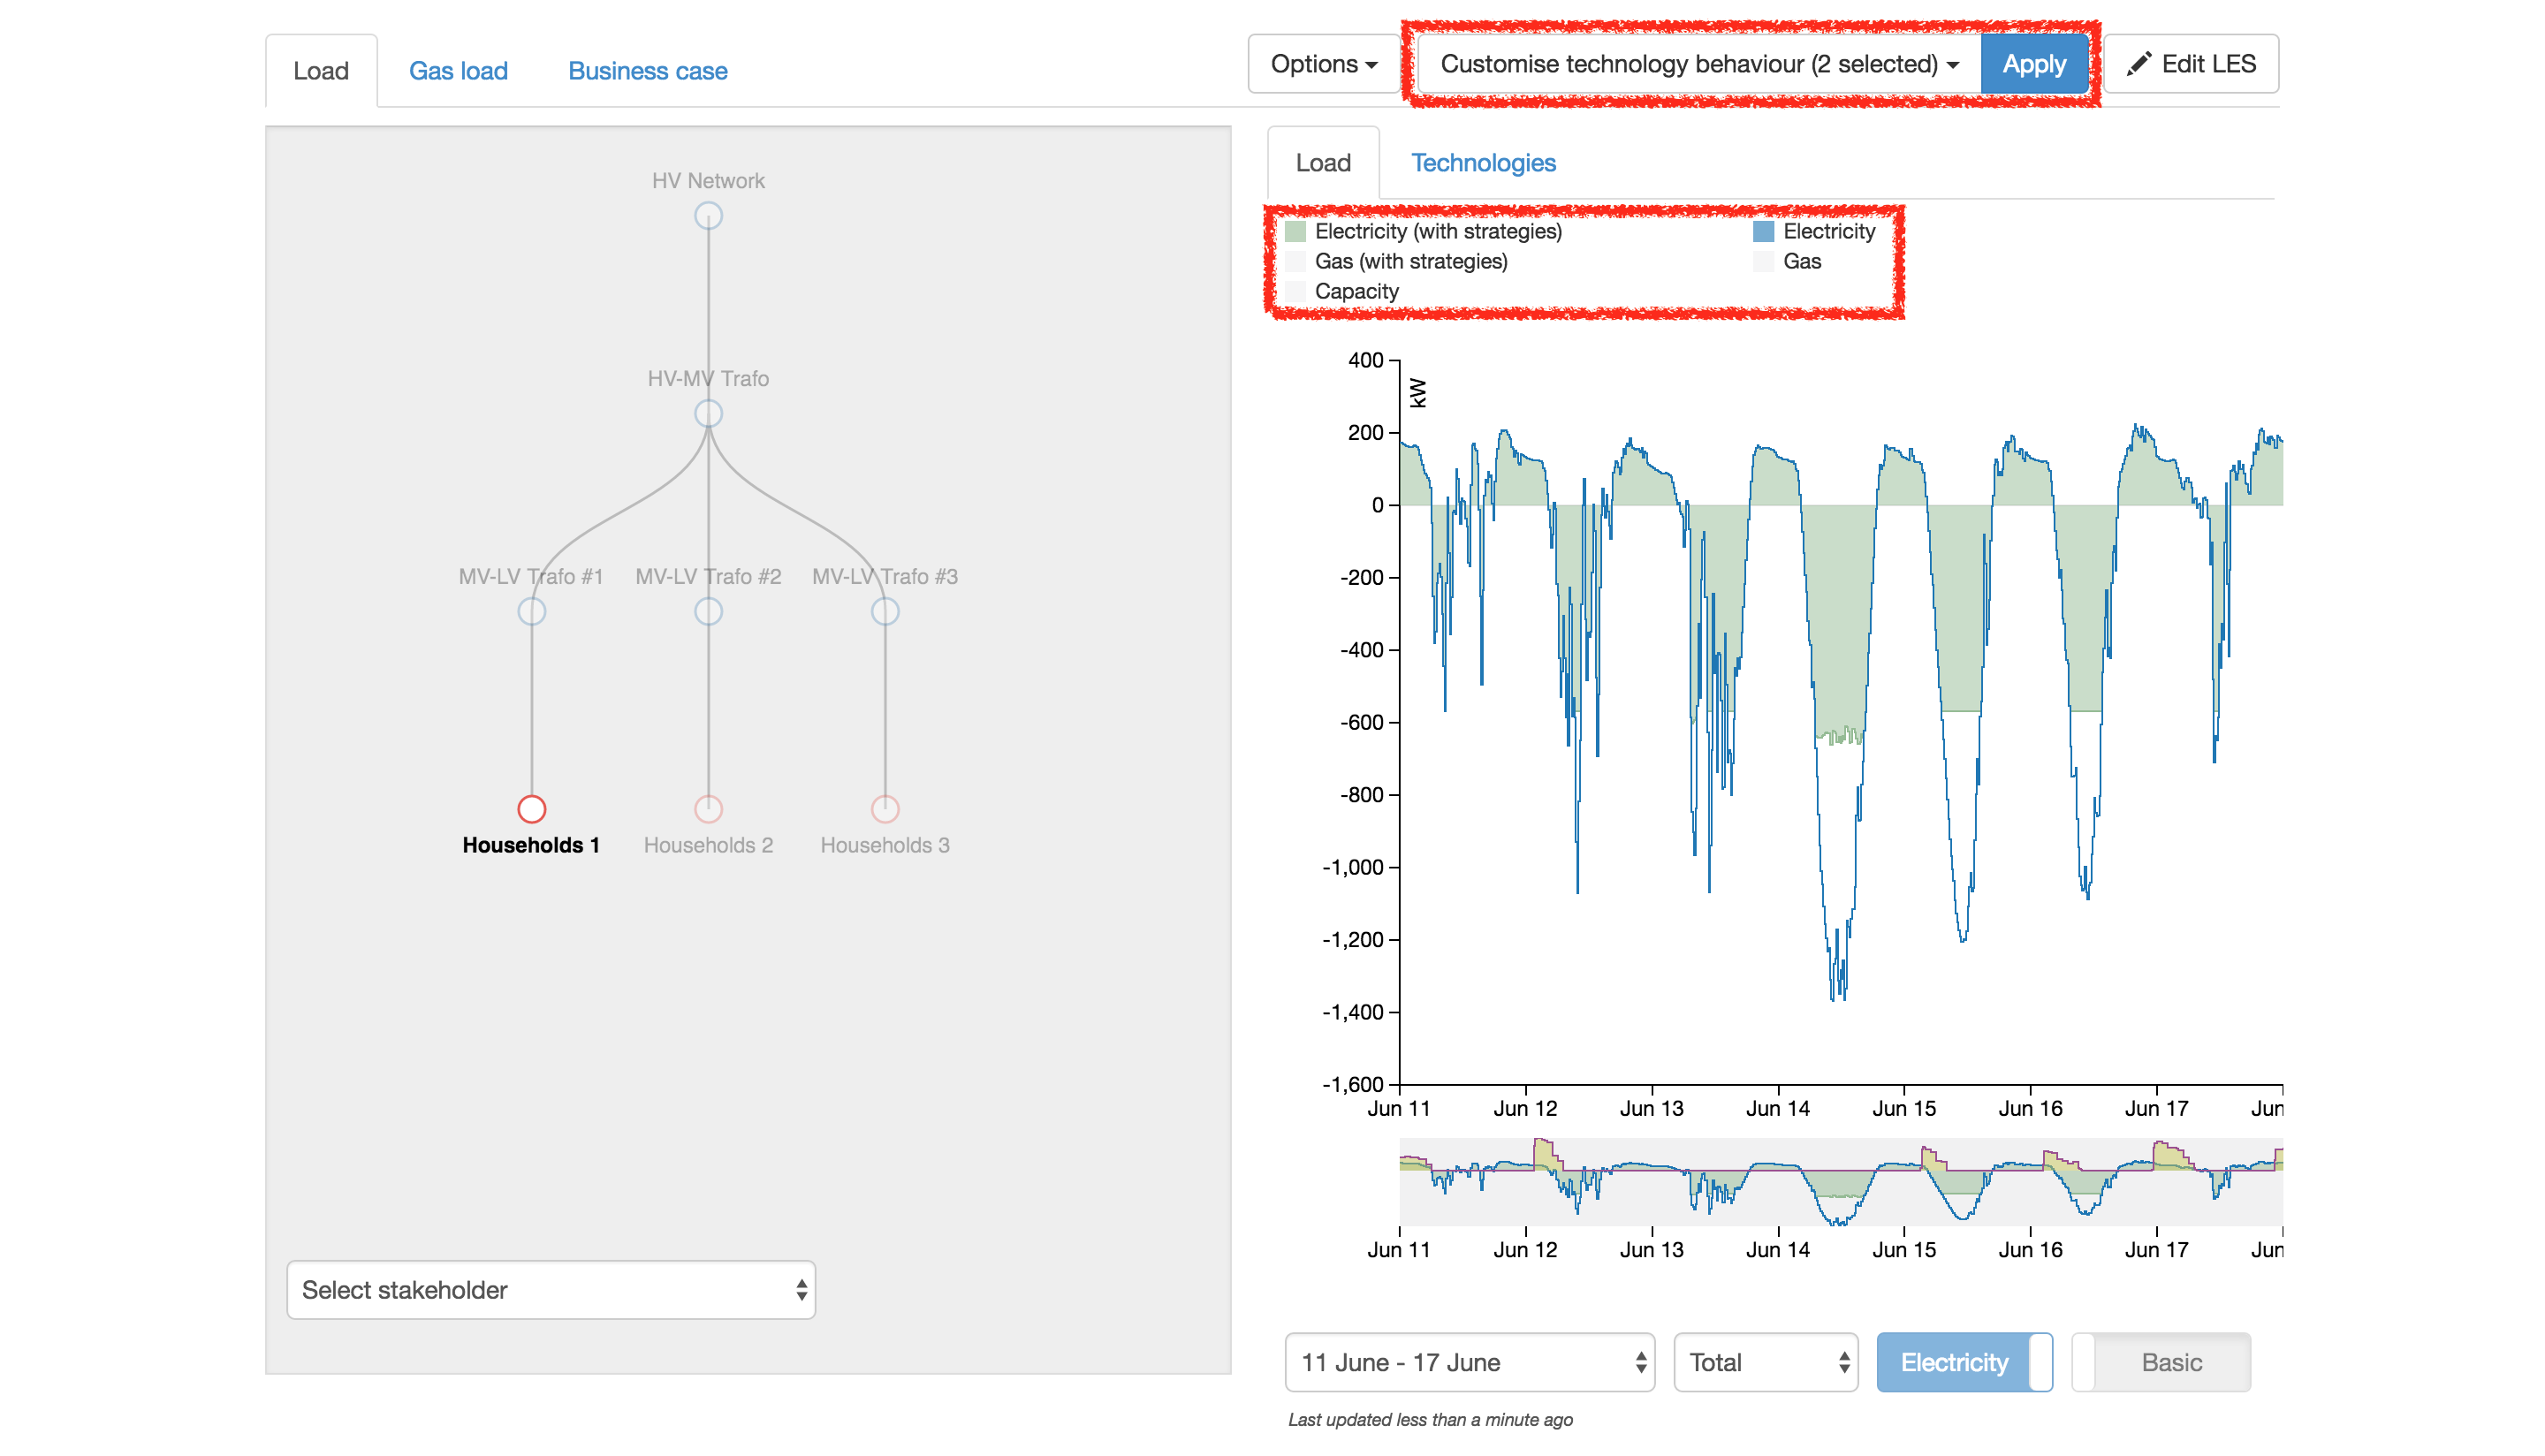 Load
Gas load
Business case
Options
Customise technology behaviour (2 selected)
Apply
Edit LES
HV Network
HV-MV Trafo
MV-LV Trafo #1
MV-LV Trafo #2
MV-LV Trafo #3
Households 1
Households 2
Households 3
Select stakeholder
Load
Technologies
Electricity (with strategies)
Electricity
Gas (with strategies)
Gas
Capacity
kW
400
200
0
-200
-400
-600
-800
-1,000
-1,200
-1,400
-1,600
Jun 11
Jun 12
Jun 13
Jun 14
Jun 15
Jun 16
Jun 17
Jun
Jun 11
Jun 12
Jun 13
Jun 14
Jun 15
Jun 16
Jun 17
Jun
11 June - 17 June
Total
Electricity
Basic
Last updated less than a minute ago